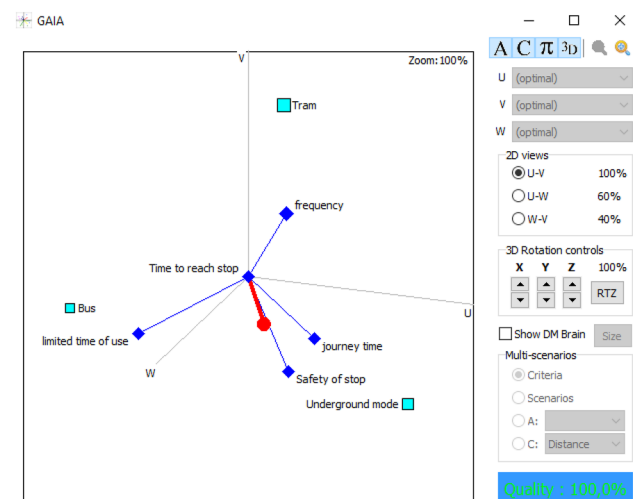 GAIA
A C π 3D
Zoom:100%
V
Tram
frequency
Time to reach stop
Bus
limited time of use
journey time
U
W
Safety of stop
Underground mode
U (optimal)
V (optimal)
W (optimal)
2D views
U-V 100%
U-W 60%
W-V 40%
3D Rotation controls
X Y Z 100%
RTZ
Show DM Brain Size
Multi-scenarios
Criteria
Scenarios
A:
C: Distance
Quality : 100,0%